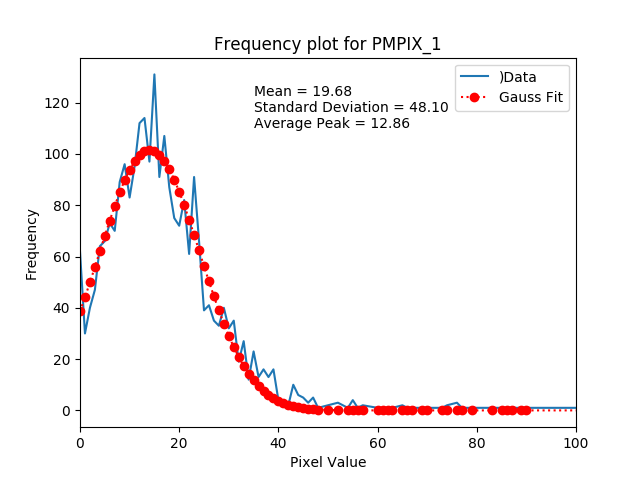 Frequency plot for PMPIX_1
)Data
Gauss Fit
Mean = 19.68
Standard Deviation = 48.10
Average Peak = 12.86
Frequency
120
100
80
60
40
20
0
0 20 40 60 80 100
Pixel Value